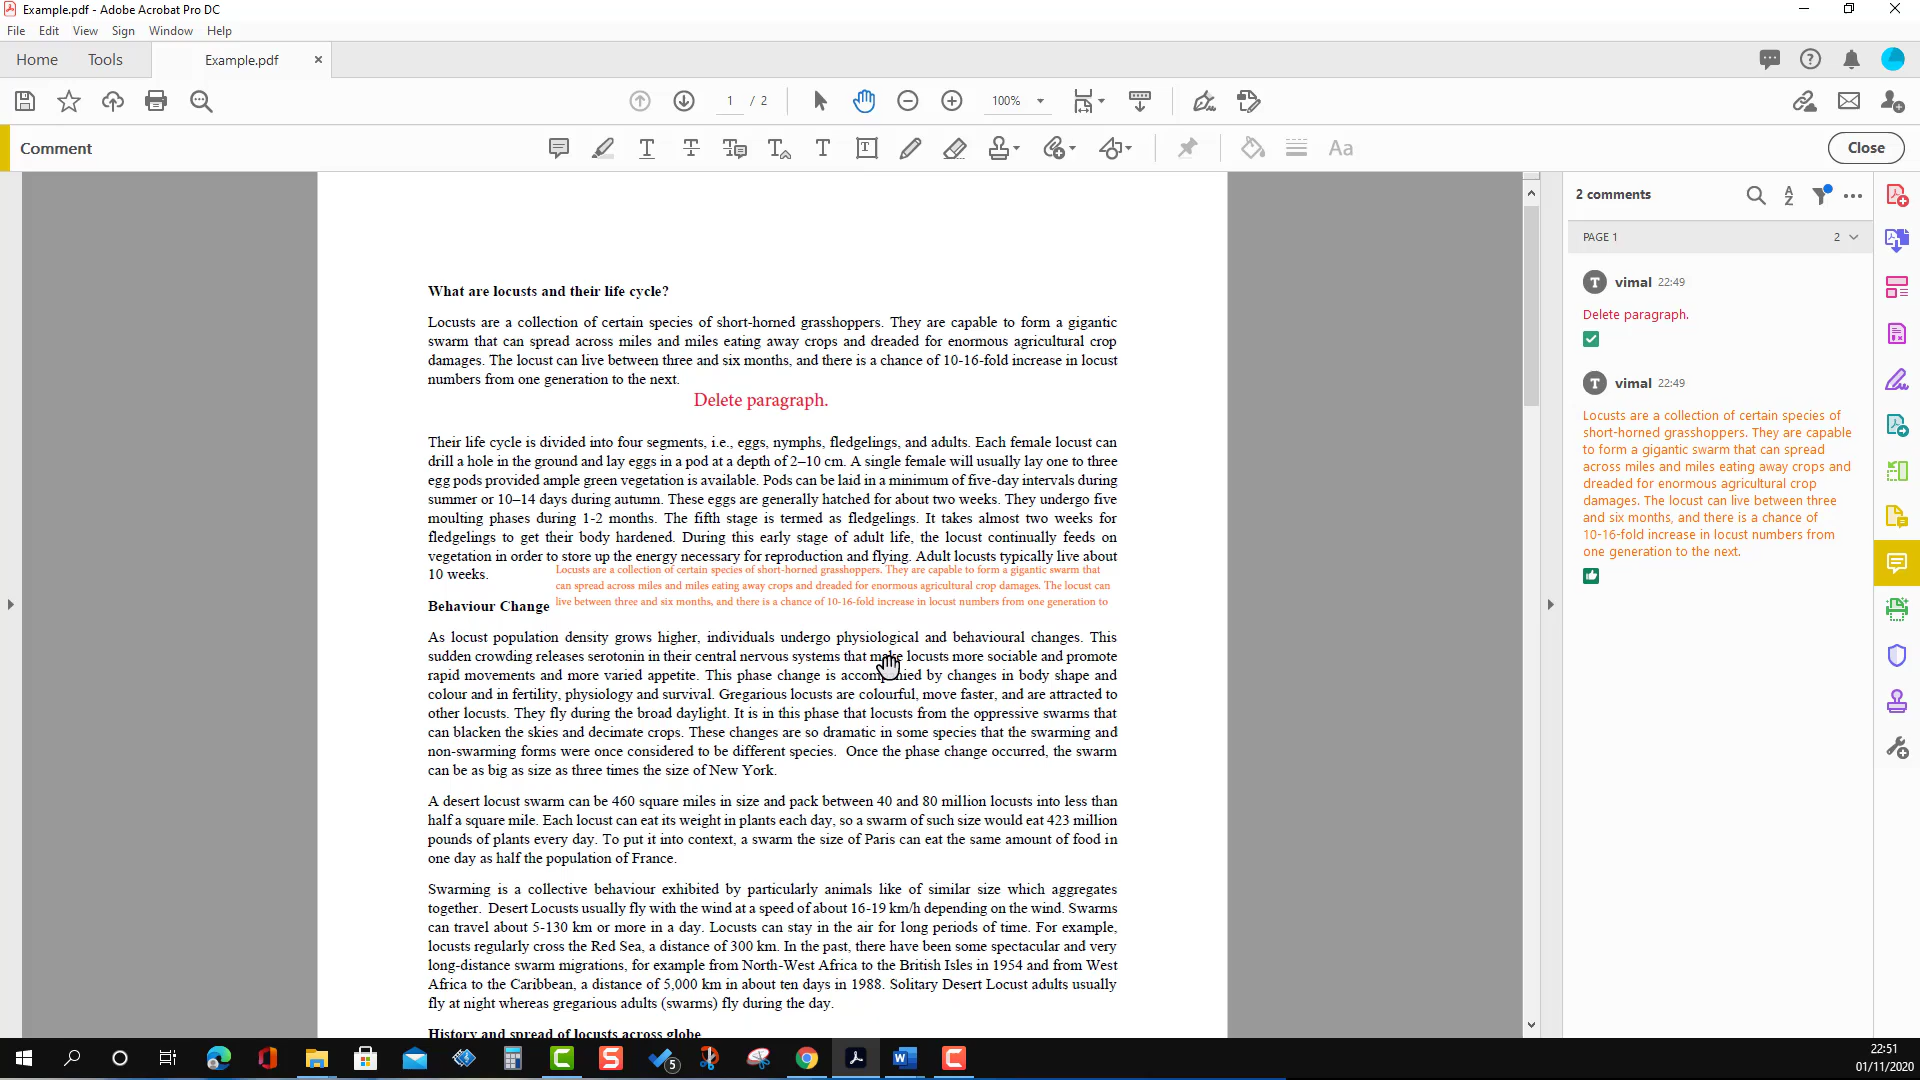 Example.pdf - Adobe Acrobat Pro DC
File Edit View Sign Window Help
Home Tools Example.pdf
1 / 2 100%
Comment
Close
What are locusts and their life cycle?
Locusts are a collection of certain species of short-horned grasshoppers. They are capable to form a gigantic
swarm that can spread across miles and miles eating away crops and dreaded for enormous agricultural crop
damages. The locust can live between three and six months, and there is a chance of 10-16-fold increase in locust
numbers from one generation to the next.
Delete paragraph.
Their life cycle is divided into four segments, i.e., eggs, nymphs, fledgelings, and adults. Each female locust can
drill a hole in the ground and lay eggs in a pod at a depth of 2–10 cm. A single female will usually lay one to three
egg pods provided ample green vegetation is available. Pods can be laid in a minimum of five-day intervals during
summer or 10–14 days during autumn. These eggs are generally hatched for about two weeks. They undergo five
moulting phases during 1-2 months. The fifth stage is termed as fledgelings. It takes almost two weeks for
fledgelings to get their body hardened. During this early stage of adult life, the locust continually feeds on
vegetation in order to store up the energy necessary for reproduction and flying. Adult locusts typically live about
10 weeks.
Locusts are a collection of certain species of short-horned grasshoppers. They are capable to form a gigantic swarm that
can spread across miles and miles eating away crops and dreaded for enormous agricultural crop damages. The locust can
live between three and six months, and there is a chance of 10-16-fold increase in locust numbers from one generation to
Behaviour Change
As locust population density grows higher, individuals undergo physiological and behavioural changes. This
sudden crowding releases serotonin in their central nervous systems that make locusts more sociable and promote
rapid movements and more varied appetite. This phase change is accompanied by changes in body shape and
colour and in fertility, physiology and survival. Gregarious locusts are colourful, move faster, and are attracted to
other locusts. They fly during the broad daylight. It is in this phase that locusts from the oppressive swarms that
can blacken the skies and decimate crops. These changes are so dramatic in some species that the swarming and
non-swarming forms were once considered to be different species. Once the phase change occurred, the swarm
can be as big as size as three times the size of New York.
A desert locust swarm can be 460 square miles in size and pack between 40 and 80 million locusts into less than
half a square mile. Each locust can eat its weight in plants each day, so a swarm of such size would eat 423 million
pounds of plants every day. To put it into context, a swarm the size of Paris can eat the same amount of food in
one day as half the population of France.
Swarming is a collective behaviour exhibited by particularly animals like of similar size which aggregates
together. Desert Locusts usually fly with the wind at a speed of about 16-19 km/h depending on the wind. Swarms
can travel about 5-130 km or more in a day. Locusts can stay in the air for long periods of time. For example,
locusts regularly cross the Red Sea, a distance of 300 km. In the past, there have been some spectacular and very
long-distance swarm migrations, for example from North-West Africa to the British Isles in 1954 and from West
Africa to the Caribbean, a distance of 5,000 km in about ten days in 1988. Solitary Desert Locust adults usually
fly at night whereas gregarious adults (swarms) fly during the day.
History and spread of locusts across globe
2 comments
PAGE 1 2
T vimal 22:49
Delete paragraph.
T vimal 22:49
Locusts are a collection of certain species of
short-horned grasshoppers. They are capable
to form a gigantic swarm that can spread
across miles and miles eating away crops and
dreaded for enormous agricultural crop
damages. The locust can live between three
and six months, and there is a chance of
10-16-fold increase in locust numbers from
one generation to the next.
5
22:51
01/11/2020